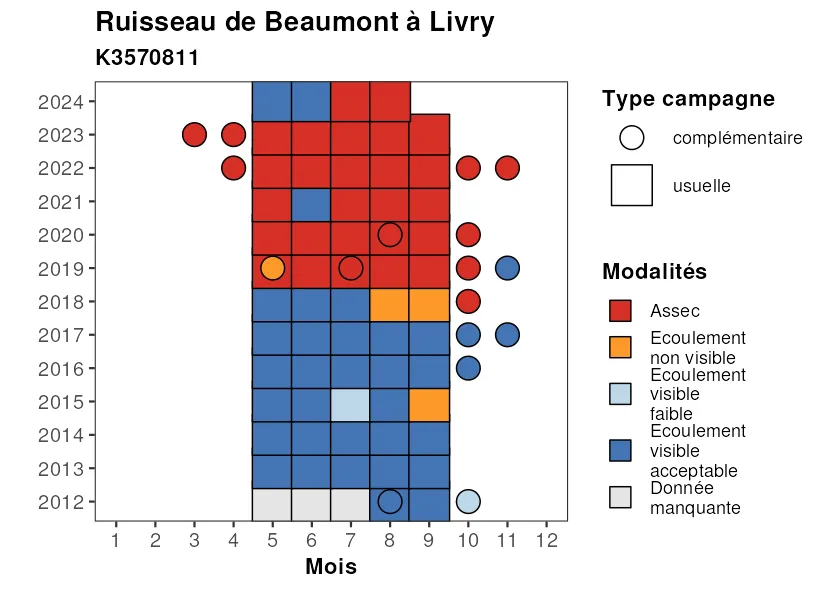 Ruisseau de Beaumont à Livry
K3570811
2024
2023
2022
2021
2020
2019
2018
2017
2016
2015
2014
2013
2012
1 2 3 4 5 6 7 8 9 10 11 12
Mois
Type campagne
complémentaire
usuelle
Modalités
Assec
Ecoulement
non visible
Ecoulement
visible
faible
Ecoulement
visible
acceptable
Donnée
manquante